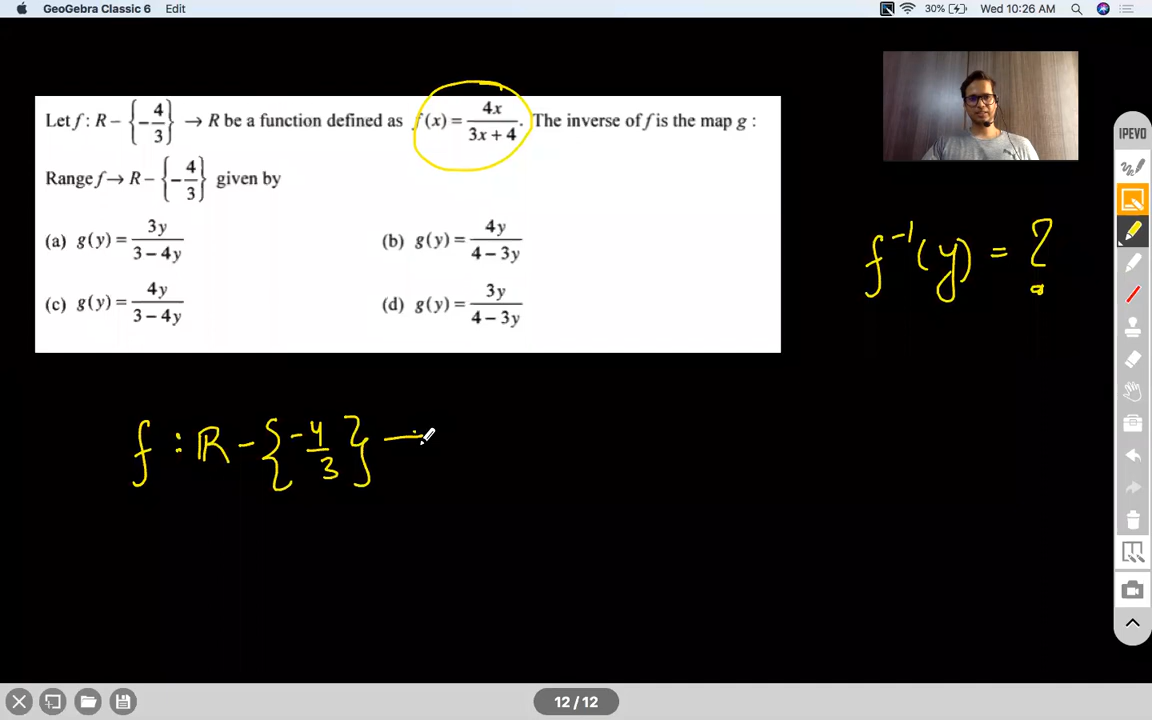 GeoGebra Classic 6 Edit 30% Wed 10:26 AM
Let f : R – {–4/3} → R be a function defined as f(x) = 4x/(3x + 4). The inverse of f is the map g :
Range f → R – {–4/3} given by
(a) g(y) = 3y/(3 – 4y) (b) g(y) = 4y/(4 – 3y)
(c) g(y) = 4y/(3 – 4y) (d) g(y) = 3y/(4 – 3y)
IPEVO
f⁻¹(y) = ?
f : R – {–4/3} —
12 / 12